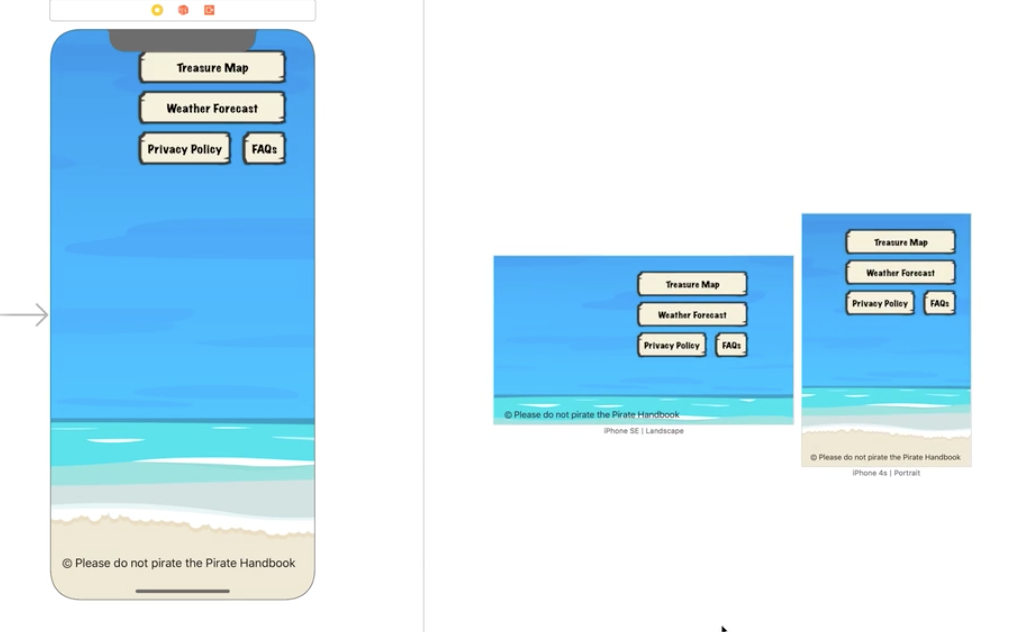 Treasure Map
Weather Forecast
Privacy Policy
FAQs
© Please do not pirate the Pirate Handbook
Treasure Map
Weather Forecast
Privacy Policy
FAQs
© Please do not pirate the Pirate Handbook
iPhone SE | Landscape
Treasure Map
Weather Forecast
Privacy Policy
FAQs
© Please do not pirate the Pirate Handbook
iPhone 4s | Portrait